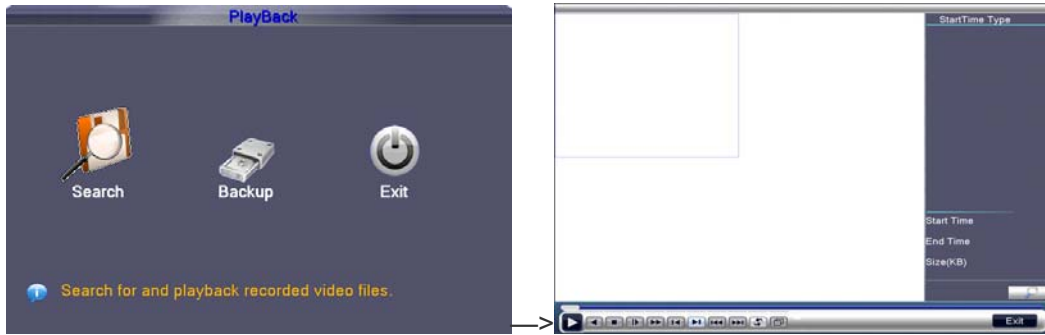 PlayBack
Search Backup Exit
Search for and playback recorded video files.
—>
StartTime Type
Start Time
End Time
Size(KB)
Exit